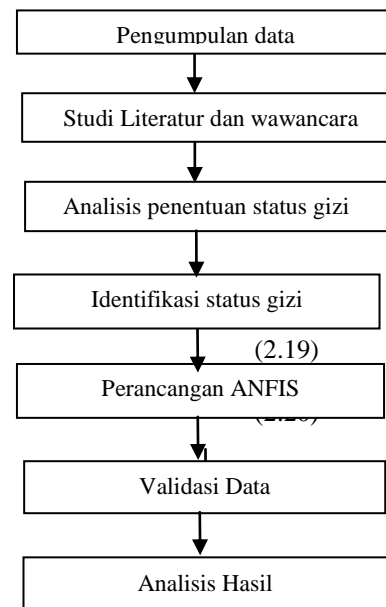 Pengumpulan data
Studi Literatur dan wawancara
Analisis penentuan status gizi
Identifikasi status gizi
(2.19)
Perancangan ANFIS
Validasi Data
Analisis Hasil